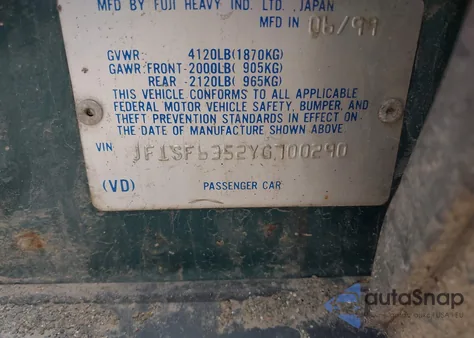 MFD BY FUJI HEAVY IND. LTD., JAPAN
MFD IN 06/99
GVWR 4120LB(1870KG)
GAWR:FRONT-2000LB( 905KG)
REAR -2120LB( 965KG)
THIS VEHICLE CONFORMS TO ALL APPLICABLE
FEDERAL MOTOR VEHICLE SAFETY, BUMPER, AND
THEFT PREVENTION STANDARDS IN EFFECT ON
THE DATE OF MANUFACTURE SHOWN ABOVE.
VIN JF1SF6352YG700290
(VD) PASSENGER CAR
autoSnap